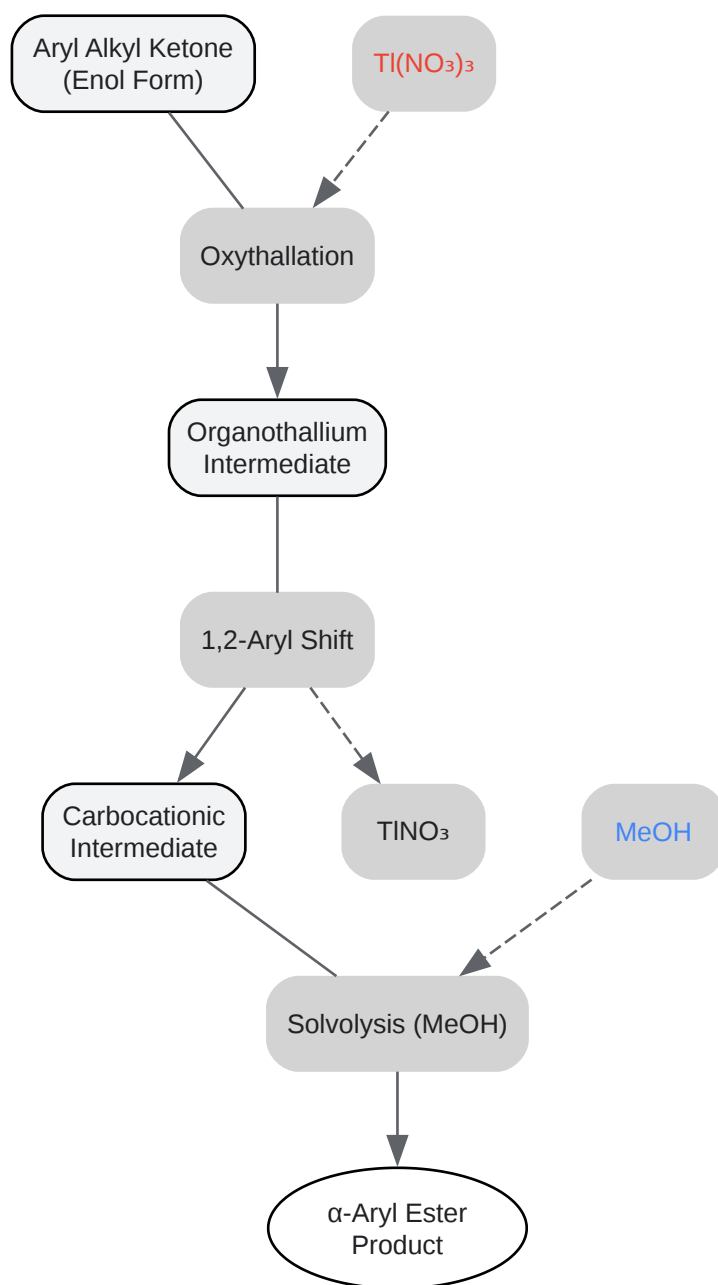 Aryl Alkyl Ketone
(Enol Form)
Tl(NO₃)₃
Oxythallation
Organothallium
Intermediate
1,2-Aryl Shift
Carbocationic
Intermediate
TlNO₃
MeOH
Solvolysis (MeOH)
α-Aryl Ester
Product